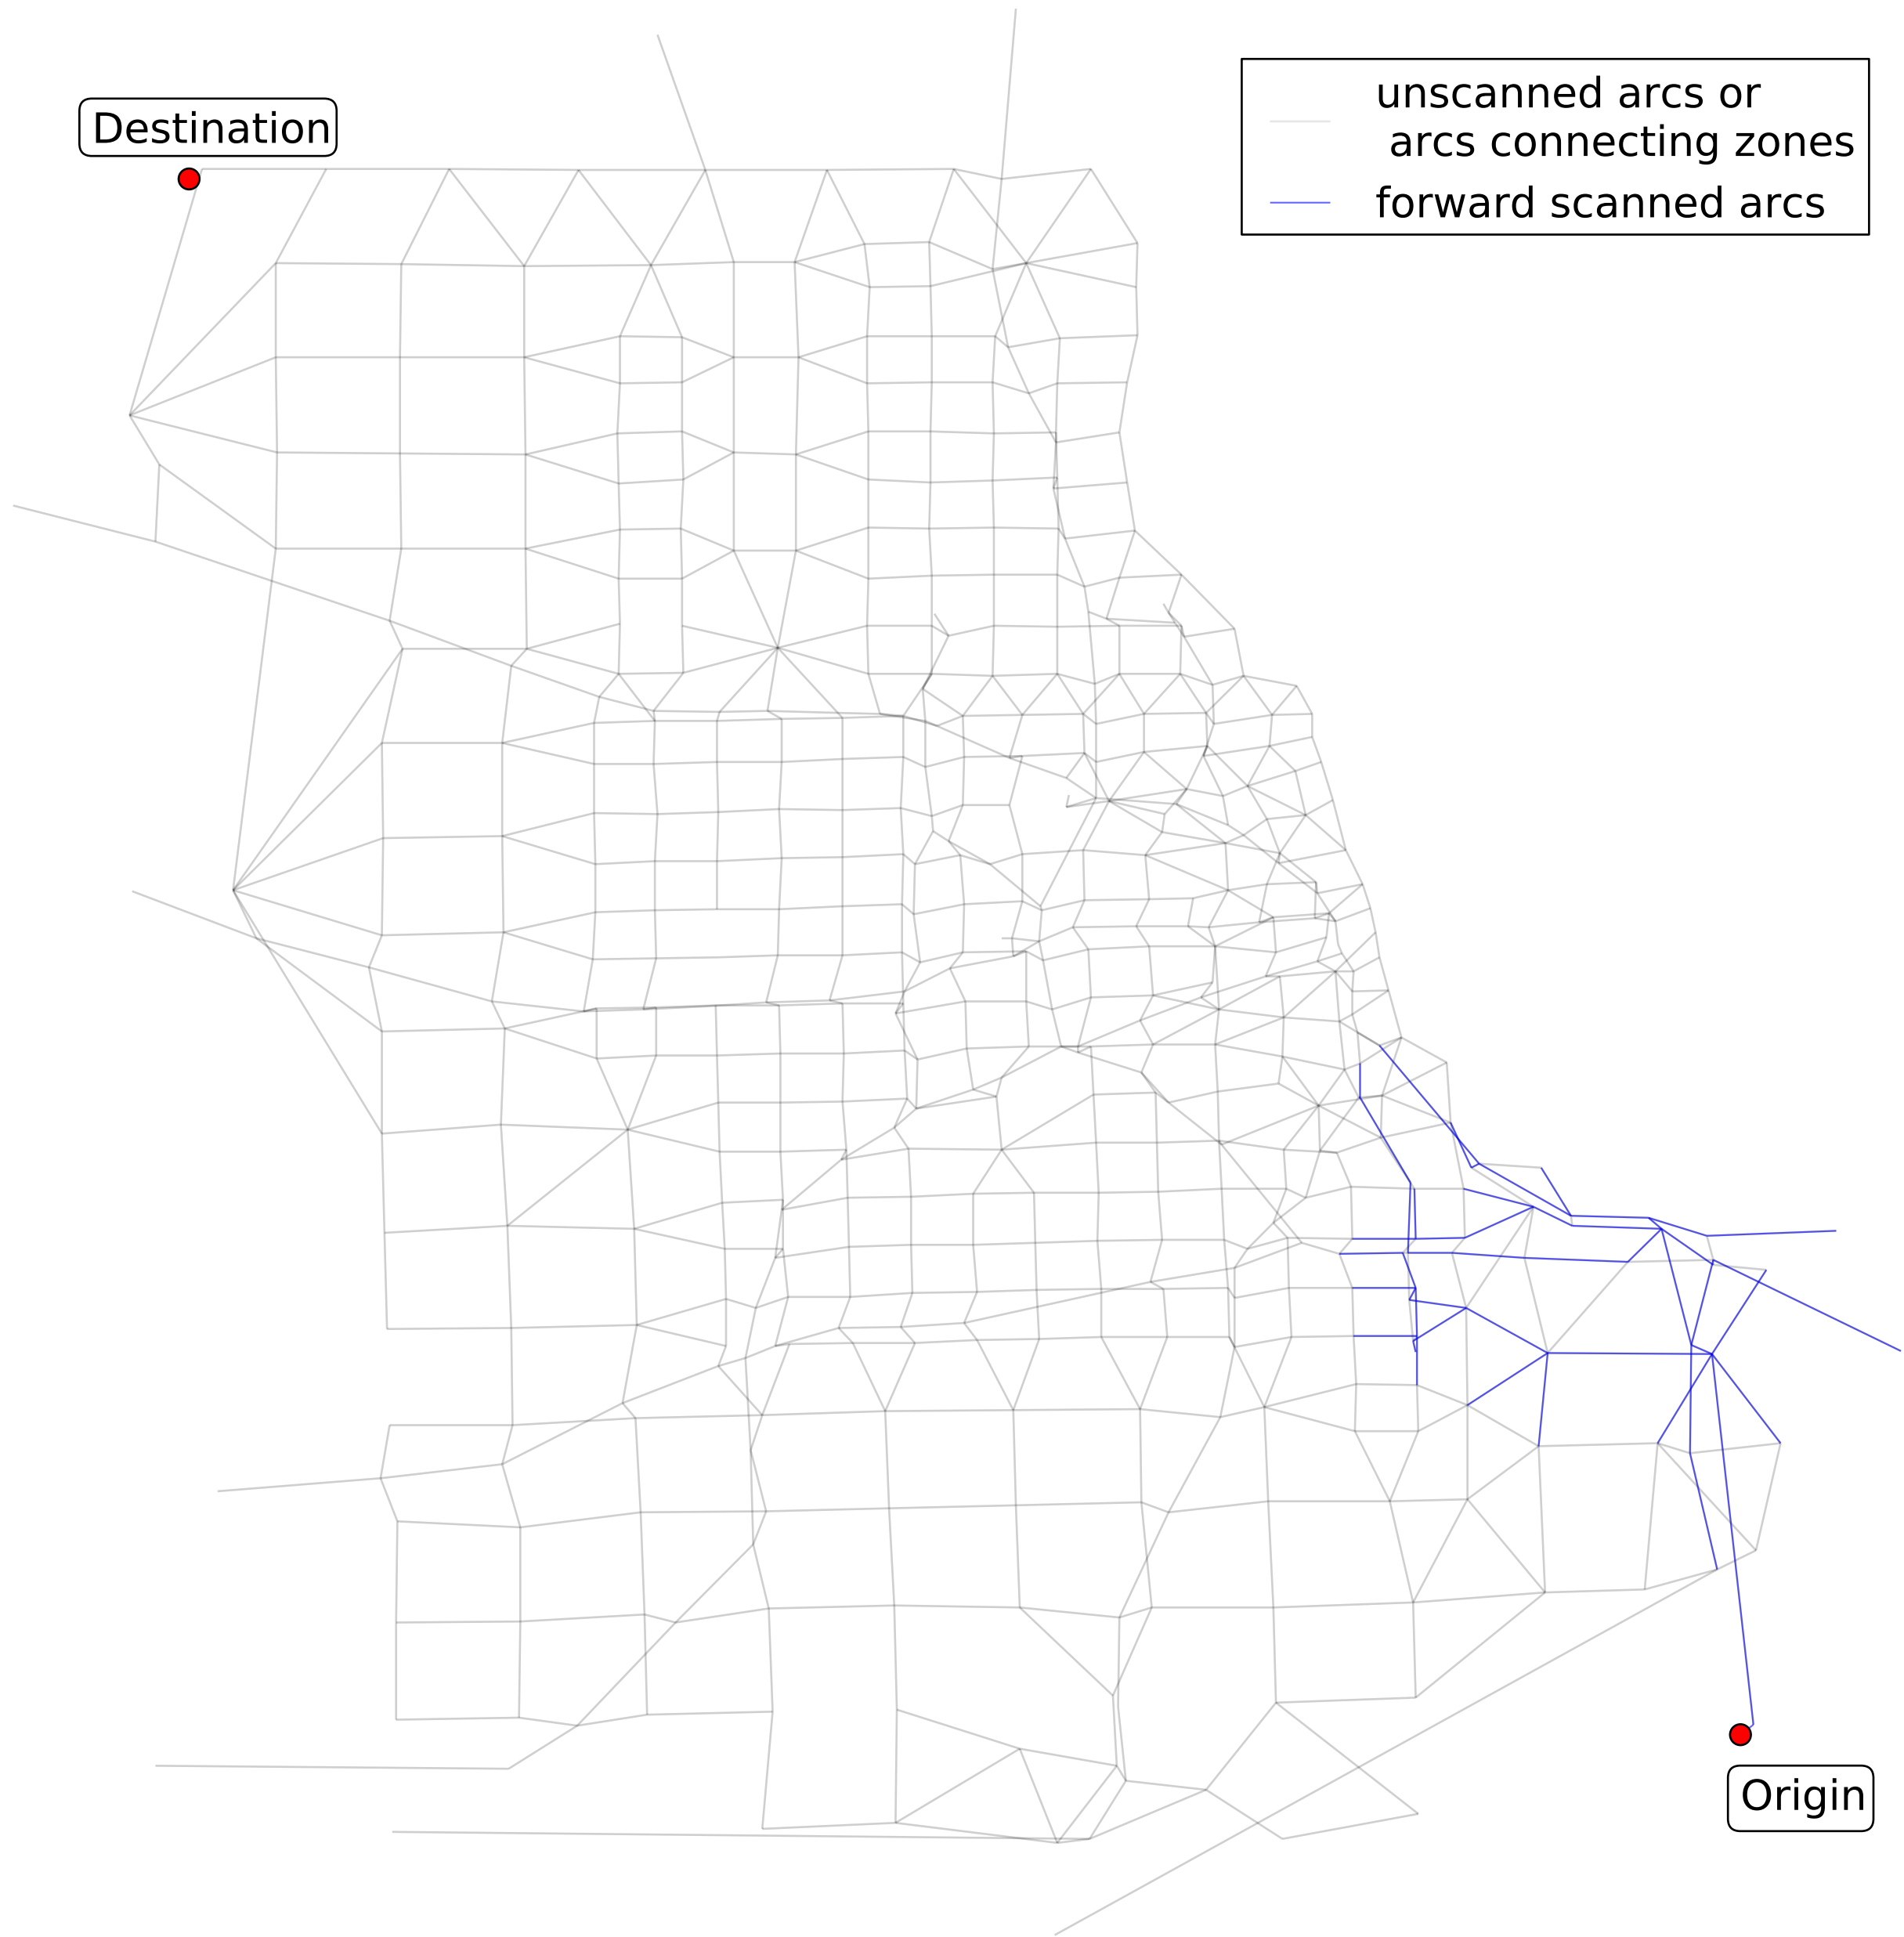 Destination
unscanned arcs or
arcs connecting zones
forward scanned arcs
Origin